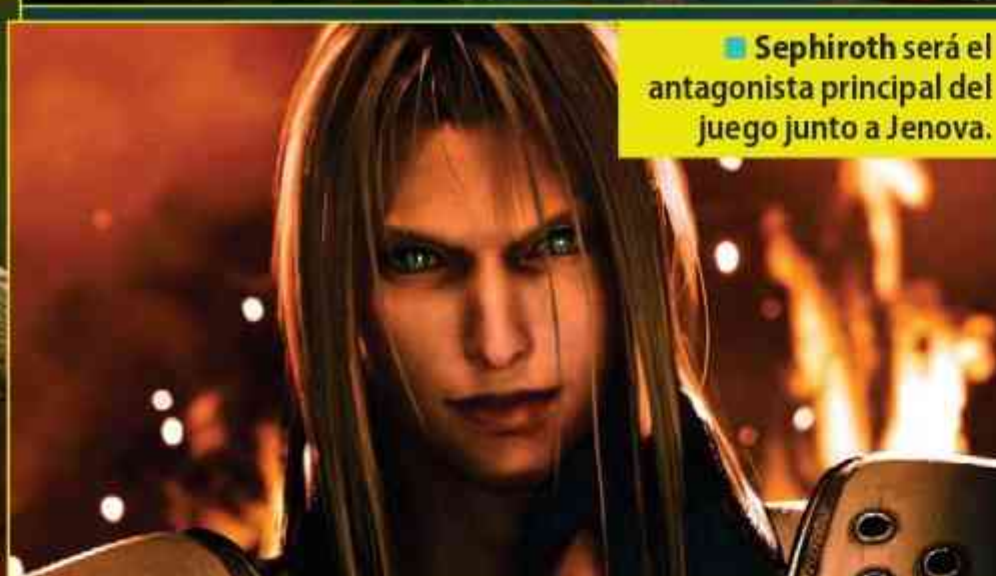 Sephiroth será el
antagonista principal del
juego junto a Jenova.